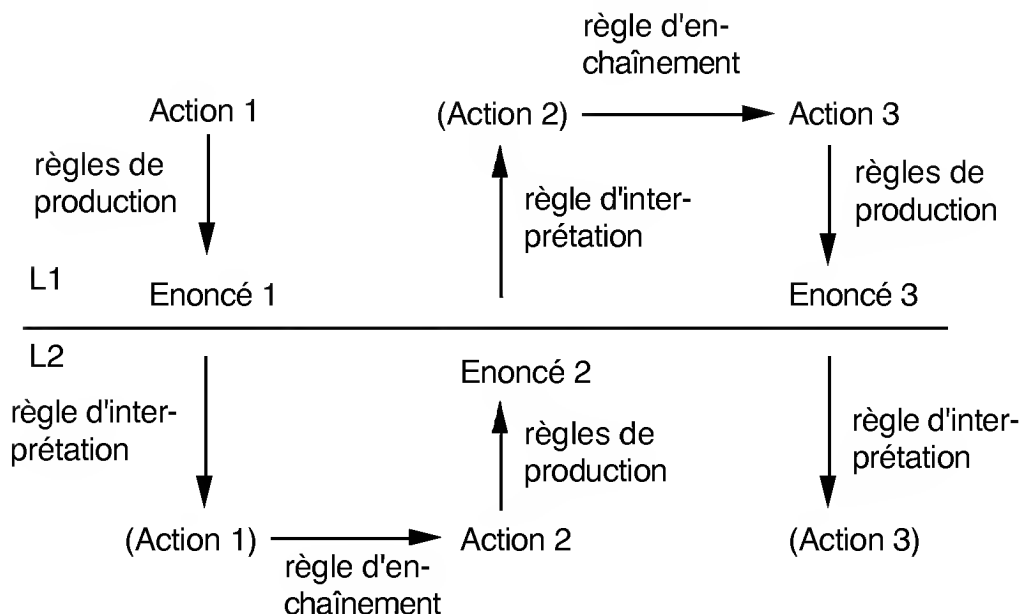 règle d'en-
chaînement
Action 1
(Action 2)
Action 3
règles de
production
règle d'inter-
prétation
règles de
production
L1
Enoncé 1
Enoncé 3
L2
Enoncé 2
règle d'inter-
prétation
règles de
production
règle d'inter-
prétation
(Action 1)
Action 2
(Action 3)
règle d'en-
chaînement